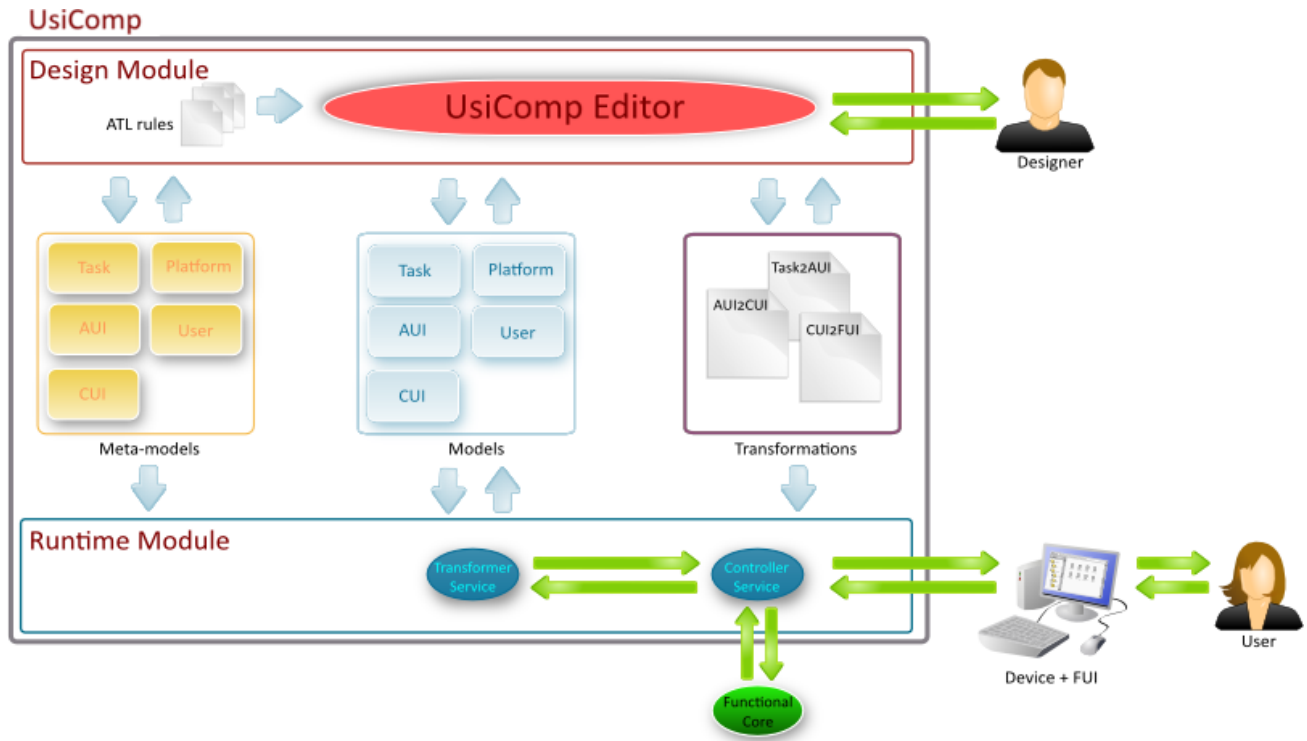 UsiComp
Design Module
UsiComp Editor
ATL rules
Designer
Task
Platform
AUI
User
CUI
Meta-models
Task
Platform
AUI
User
CUI
Models
Task2AUI
AUI2CUI
CUI2FUI
Transformations
Runtime Module
Transformer
Service
Controller
Service
User
Device + FUI
Functional
Core